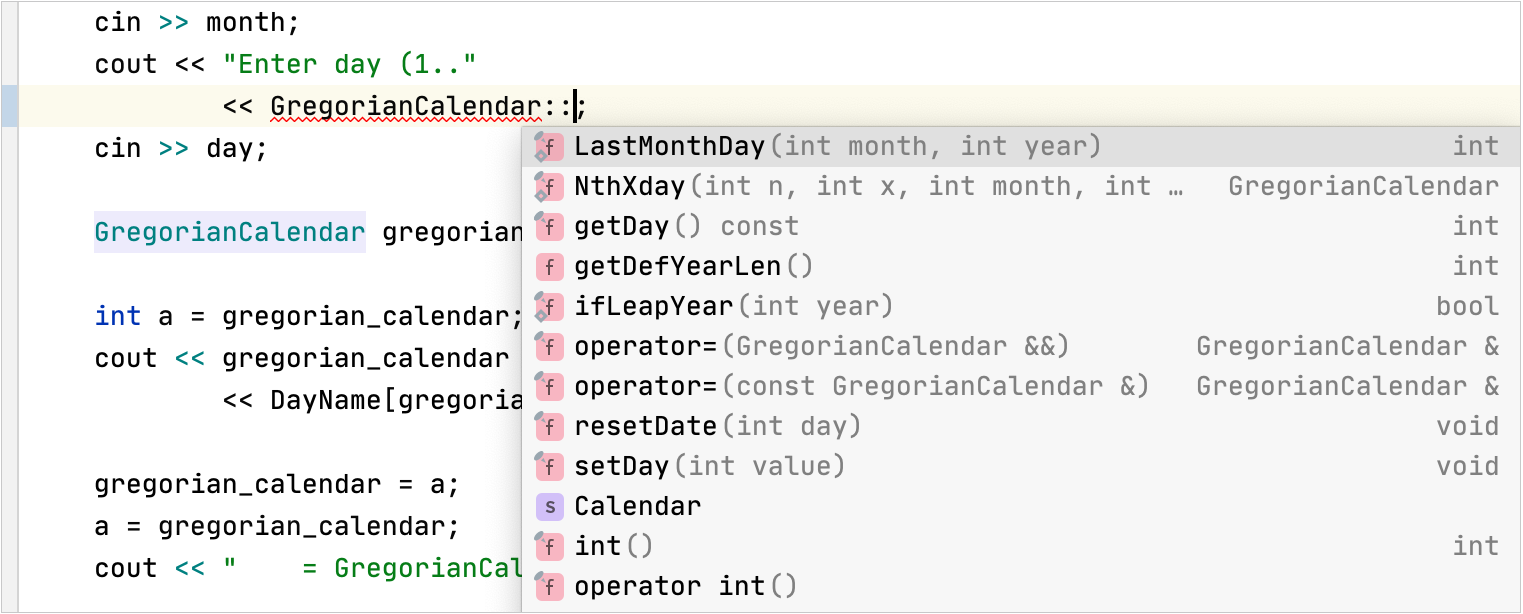 cin >> month;
cout << "Enter day (1.."
<< GregorianCalendar::;
cin >> day;
GregorianCalendar gregorian
int a = gregorian_calendar;
cout << gregorian_calendar
<< DayName[gregoria
gregorian_calendar = a;
a = gregorian_calendar;
cout << "    = GregorianCal
f LastMonthDay(int month, int year) int
f NthXday(int n, int x, int month, int … GregorianCalendar
f getDay() const int
f getDefYearLen() int
f ifLeapYear(int year) bool
f operator=(GregorianCalendar &&) GregorianCalendar &
f operator=(const GregorianCalendar &) GregorianCalendar &
f resetDate(int day) void
f setDay(int value) void
s Calendar
f int() int
f operator int()